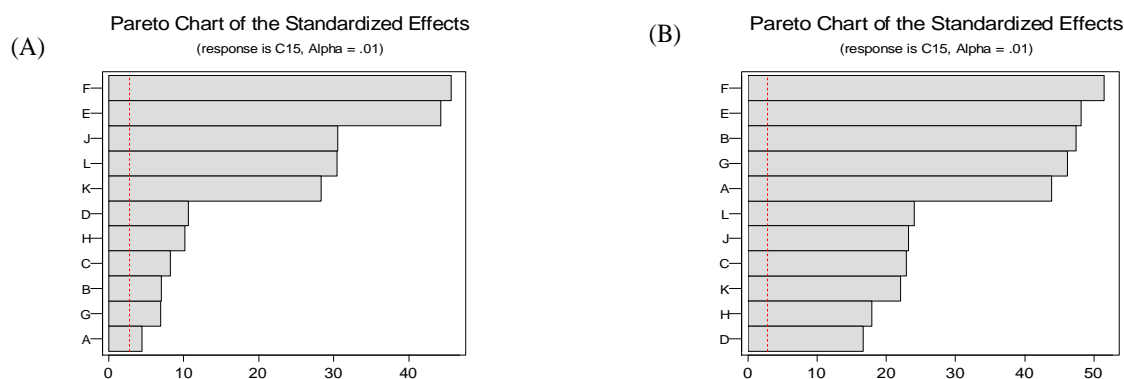 (A)
Pareto Chart of the Standardized Effects
(response is C15, Alpha = .01)
F
E
J
L
K
D
H
C
B
G
A
0 10 20 30 40
(B)
Pareto Chart of the Standardized Effects
(response is C15, Alpha = .01)
F
E
B
G
A
L
J
C
K
H
D
0 10 20 30 40 50